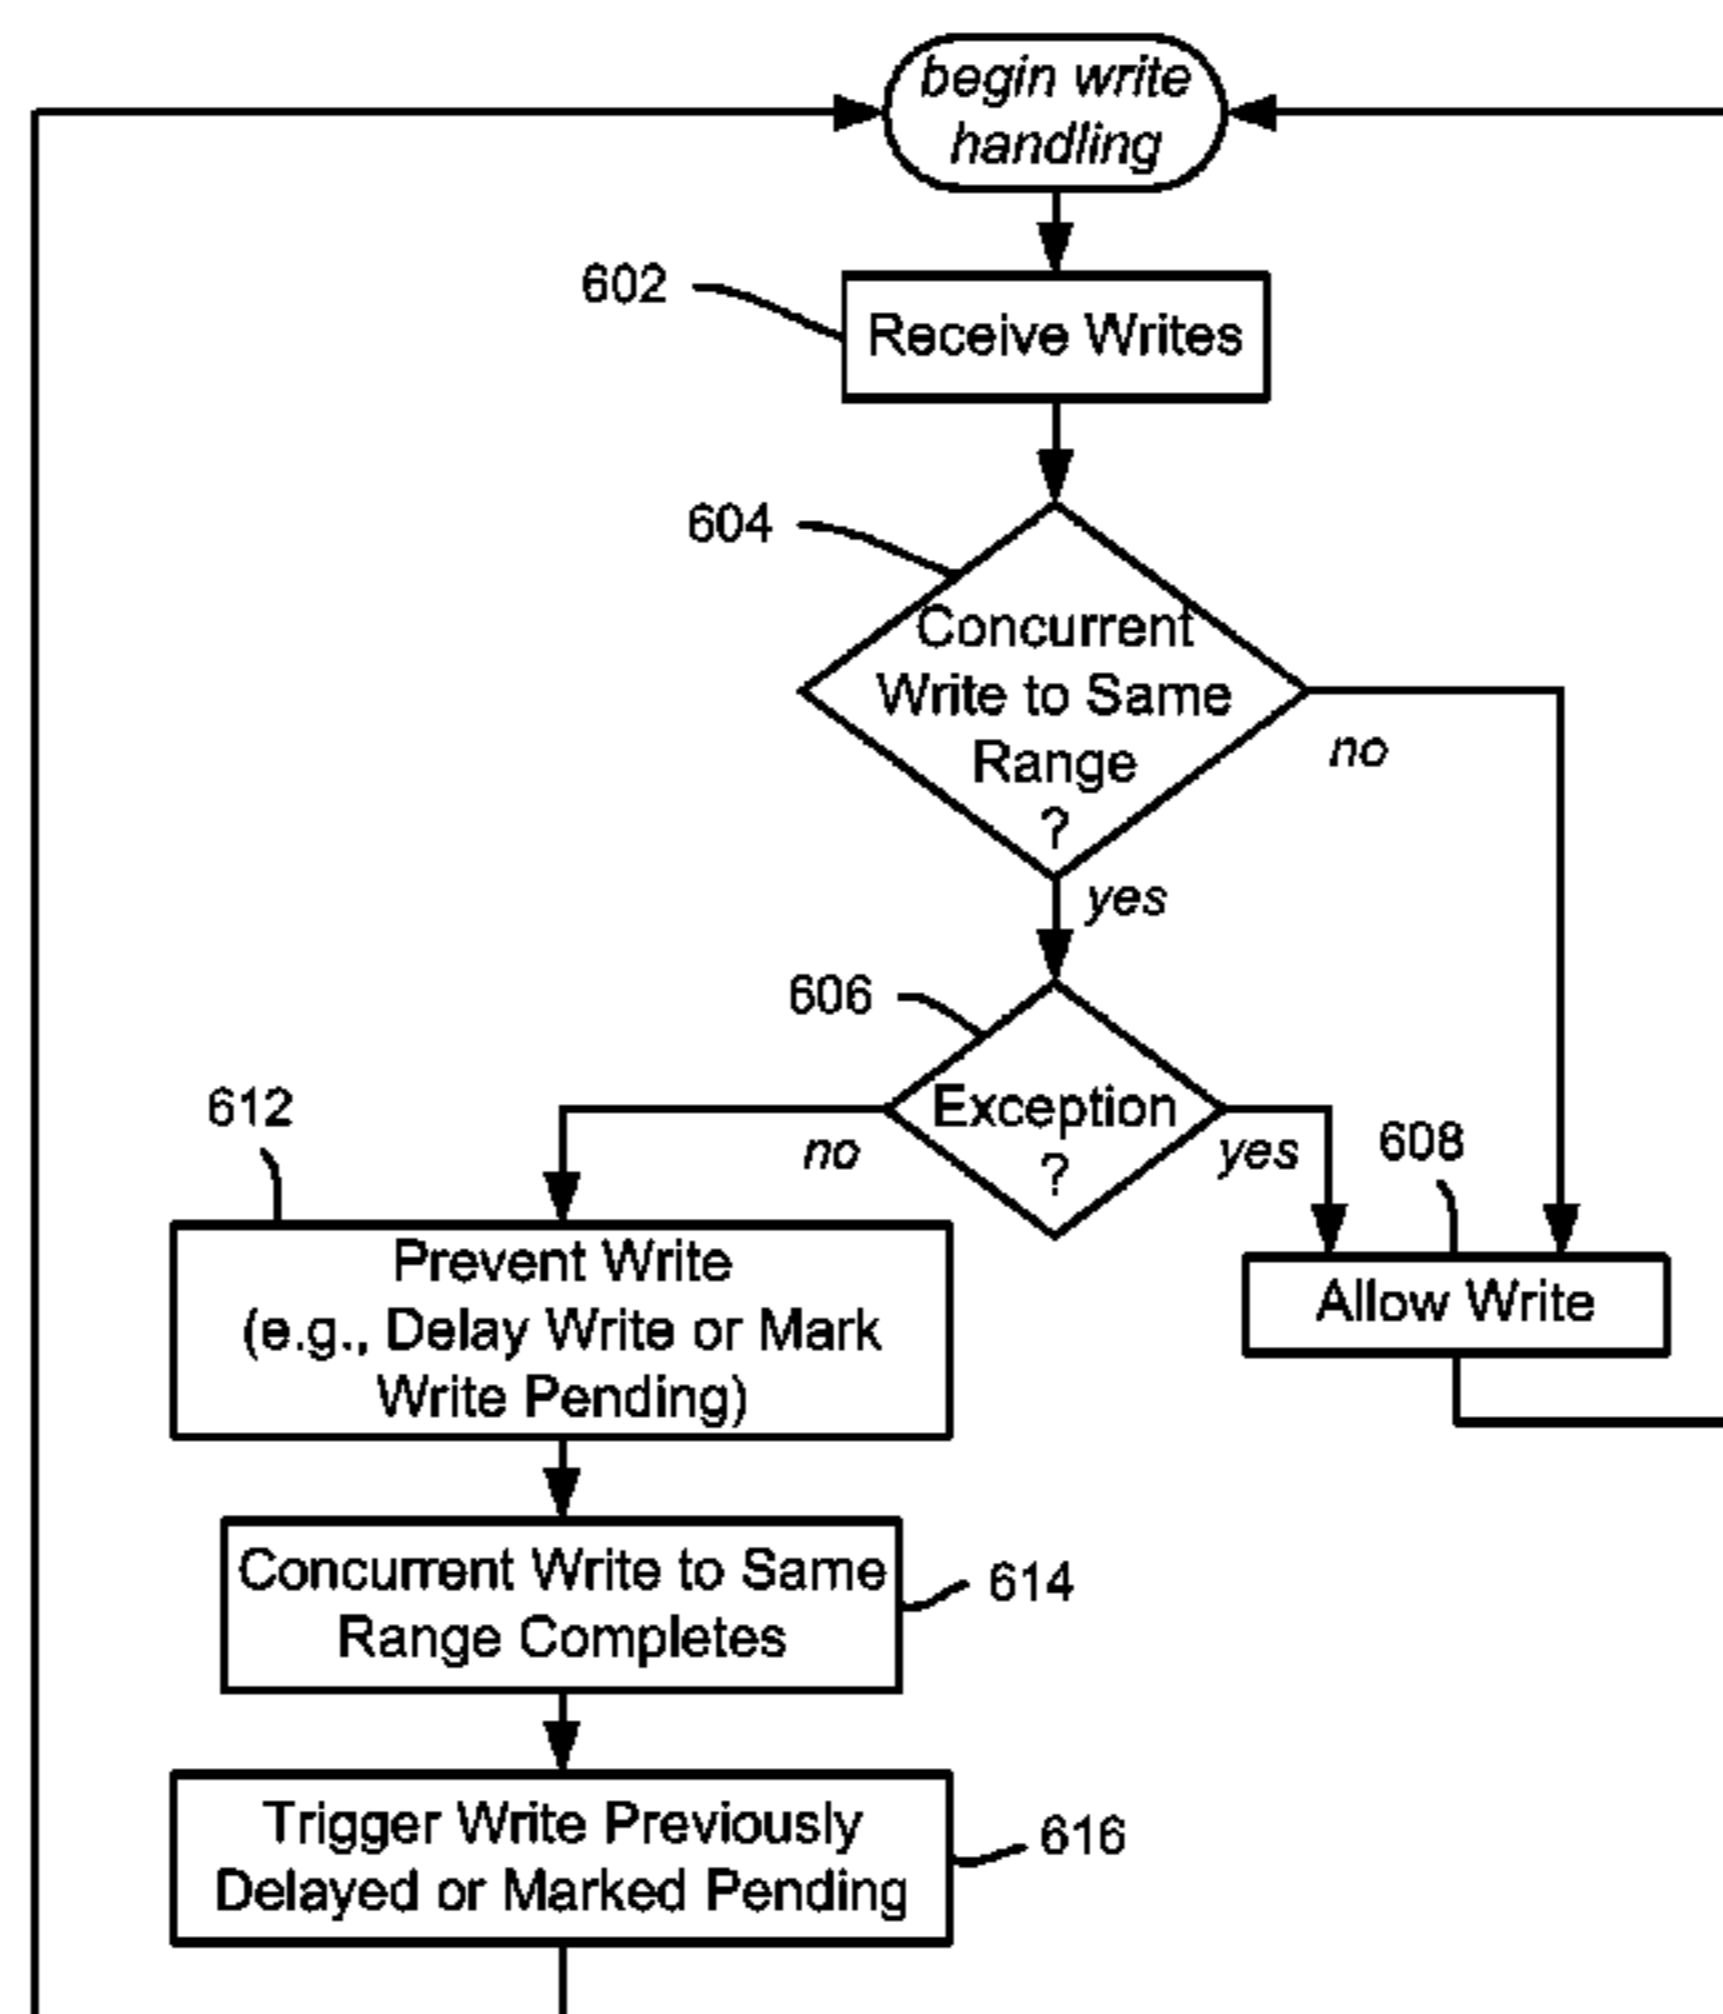 begin write
handling
602
Receive Writes
604
Concurrent
Write to Same
Range
?
no
yes
606
Exception
?
no
yes
612
608
Prevent Write
(e.g., Delay Write or Mark
Write Pending)
Allow Write
Concurrent Write to Same
Range Completes
614
Trigger Write Previously
Delayed or Marked Pending
616